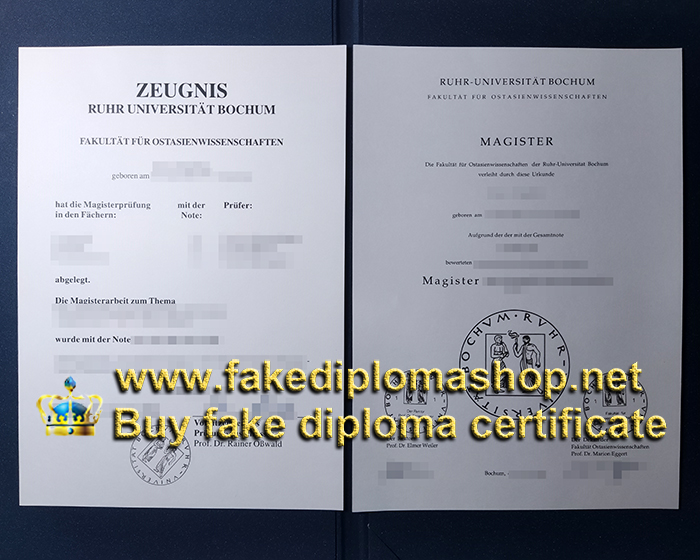 ZEUGNIS
RUHR UNIVERSITÄT BOCHUM
FAKULTÄT FÜR OSTASIENWISSENSCHAFTEN
geboren am
hat die Magisterprüfung mit der Prüfer:
in den Fächern: Note:
abgelegt.
Die Magisterarbeit zum Thema
wurde mit der Note
Prof. Dr. Rainer Oßwald
RUHR-UNIVERSITÄT BOCHUM
FAKULTÄT FÜR OSTASIENWISSENSCHAFTEN
MAGISTER
Die Fakultät für Ostasienwissenschaften der Ruhr-Universität Bochum
verleiht durch diese Urkunde
geboren am
Aufgrund der der mit der Gesamtnote
bewerteten
Magister
BOCHUM · RUHR-
Prof. Dr. Elmer Weiler
Fakultät Ostasienwissenschaften
Prof. Dr. Marion Eggert
Bochum,
www.fakediplomashop.net
Buy fake diploma certificate